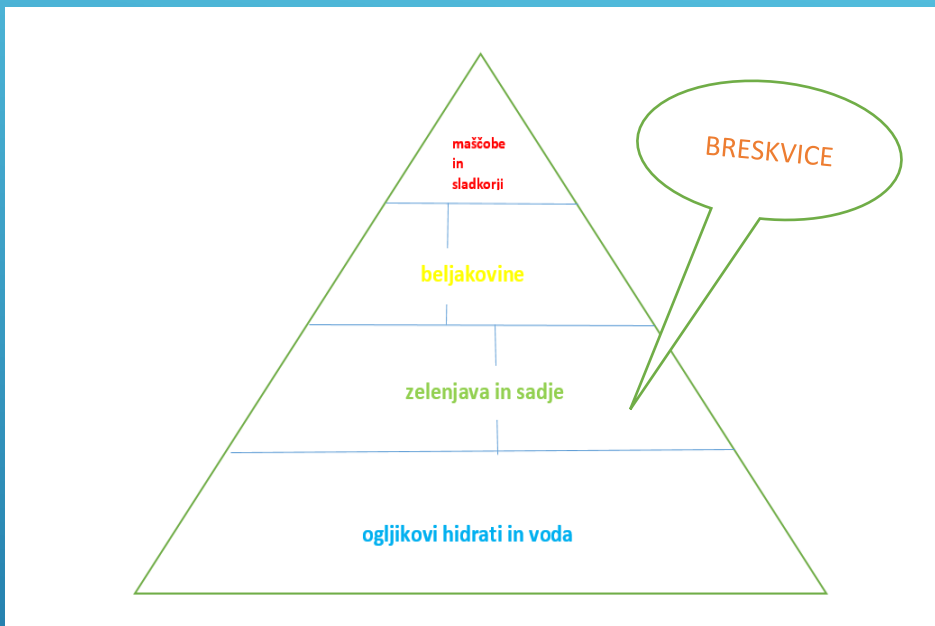 maščobe
in
sladkorji
BRESKVICE
beljakovine
zelenjava in sadje
ogljikovi hidrati in voda